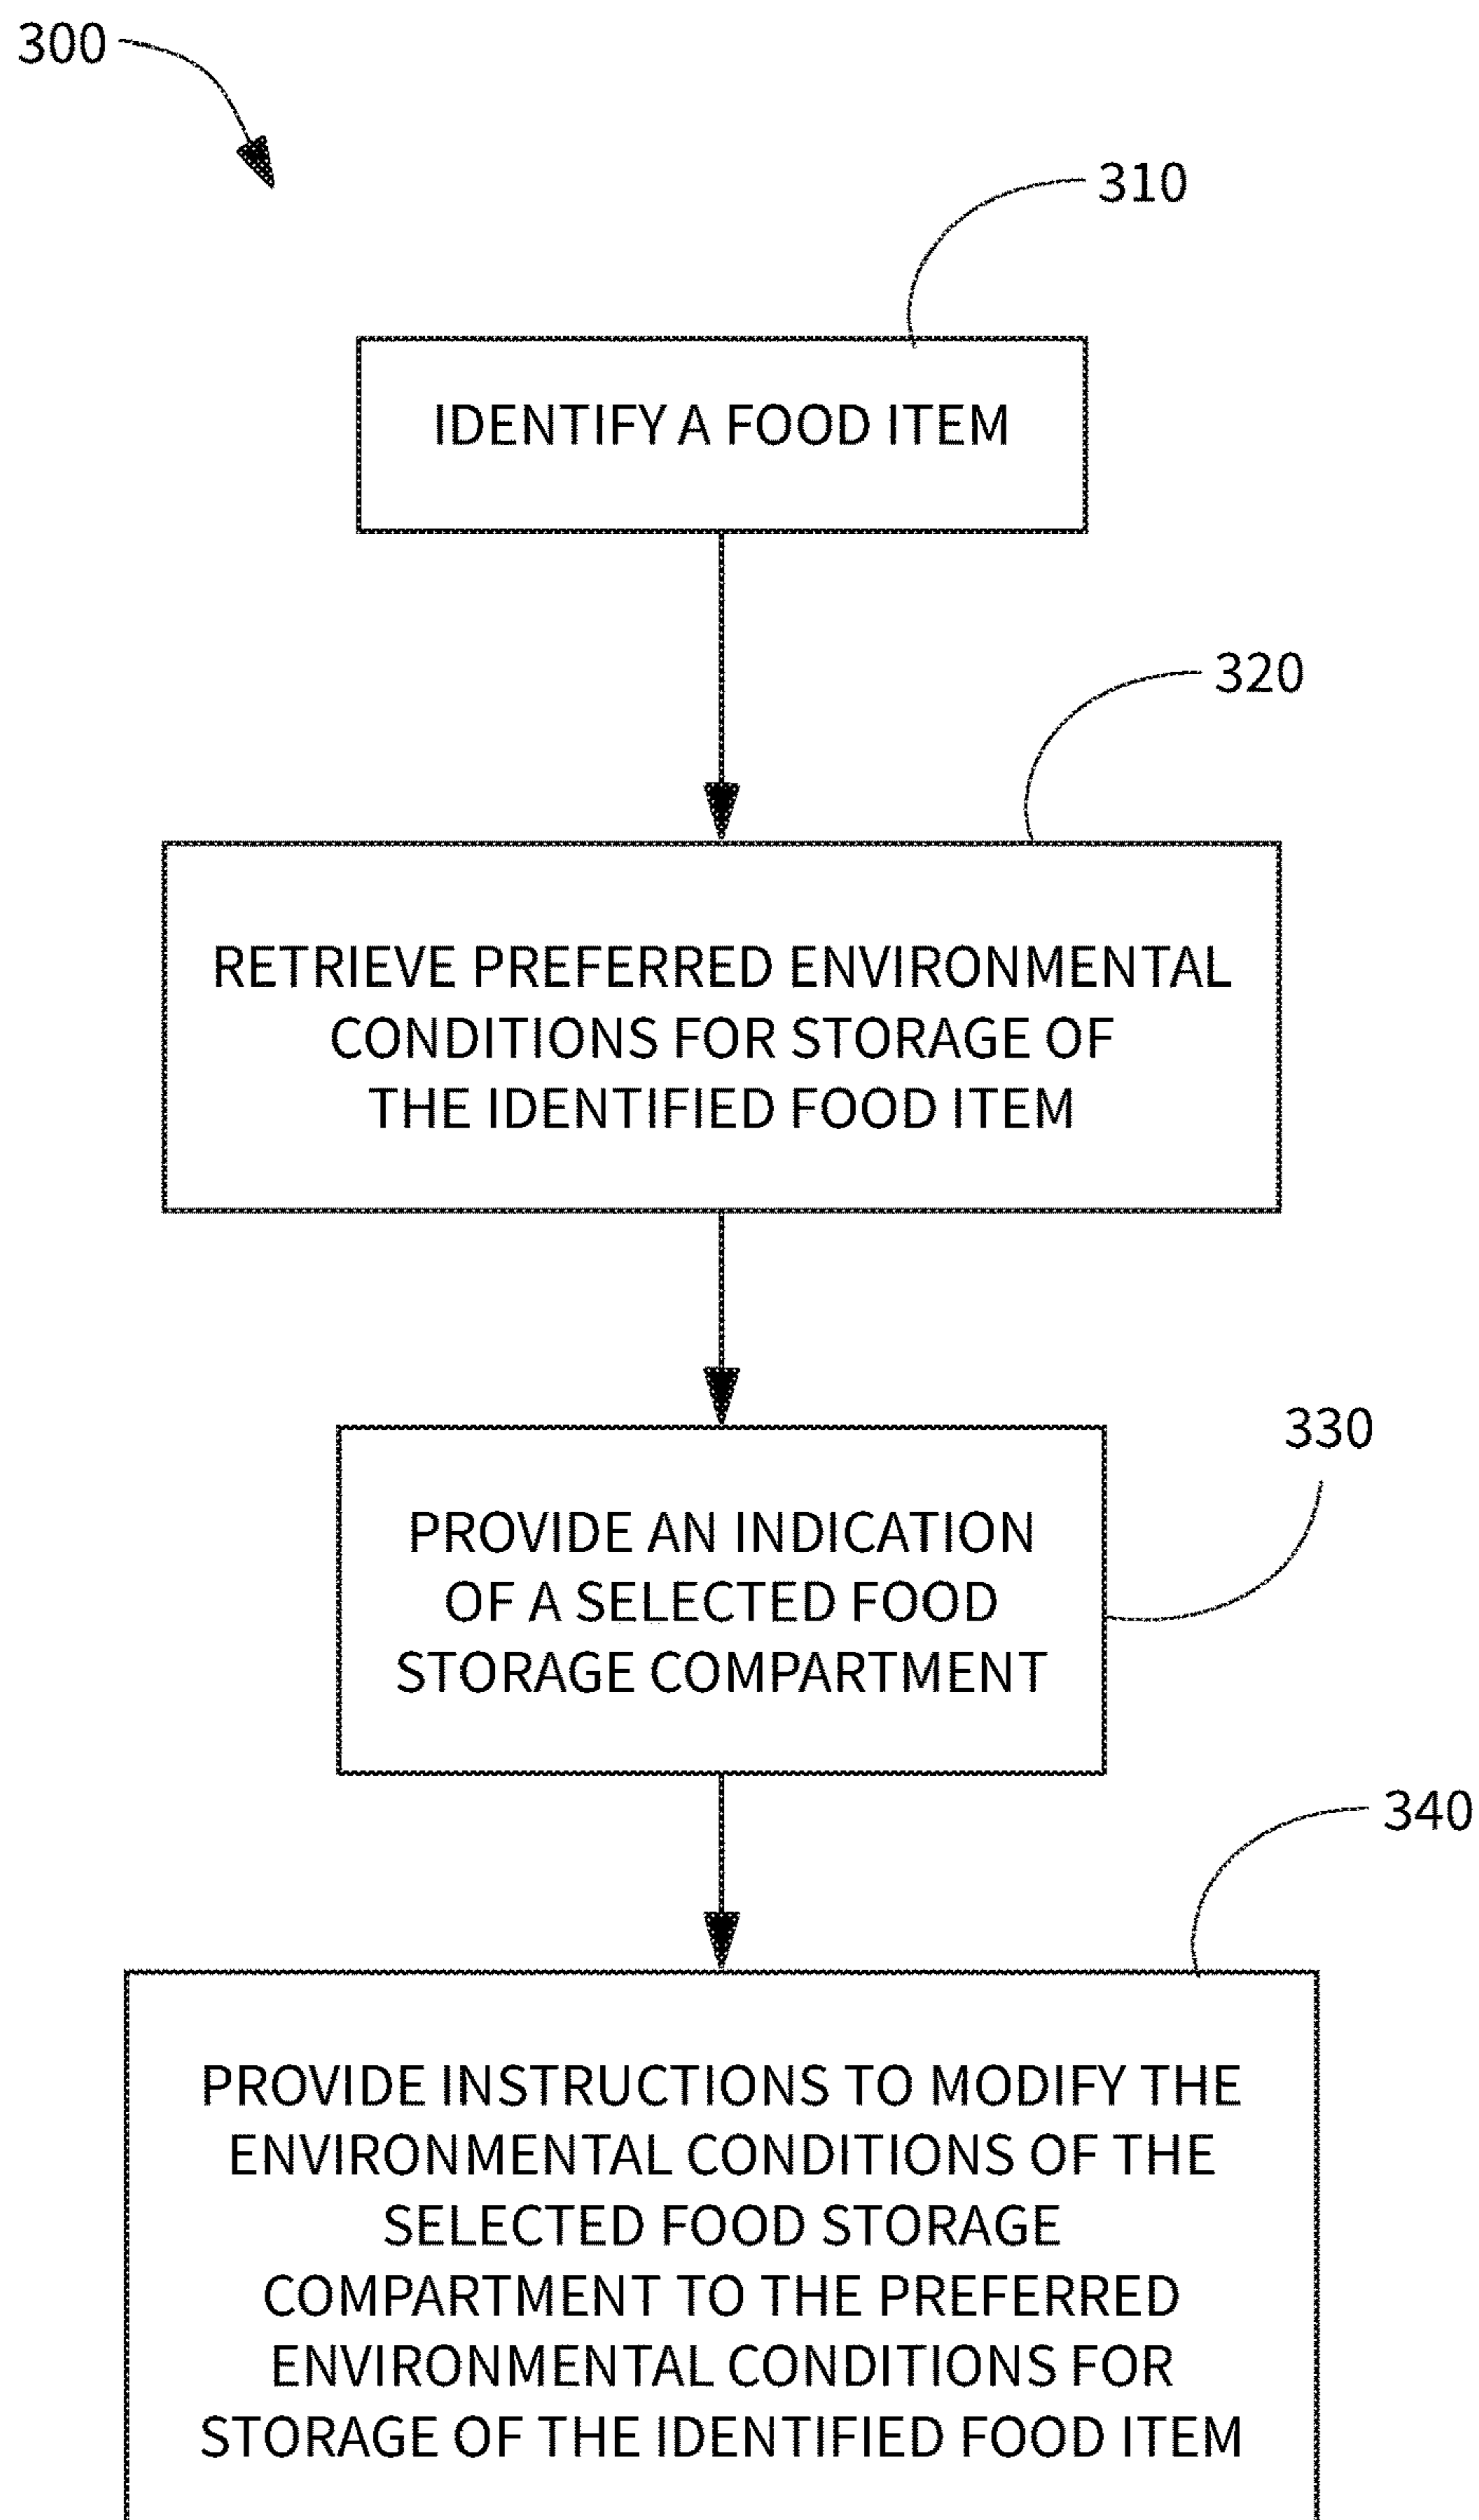 300
310
IDENTIFY A FOOD ITEM
320
RETRIEVE PREFERRED ENVIRONMENTAL
CONDITIONS FOR STORAGE OF
THE IDENTIFIED FOOD ITEM
330
PROVIDE AN INDICATION
OF A SELECTED FOOD
STORAGE COMPARTMENT
340
PROVIDE INSTRUCTIONS TO MODIFY THE
ENVIRONMENTAL CONDITIONS OF THE
SELECTED FOOD STORAGE
COMPARTMENT TO THE PREFERRED
ENVIRONMENTAL CONDITIONS FOR
STORAGE OF THE IDENTIFIED FOOD ITEM